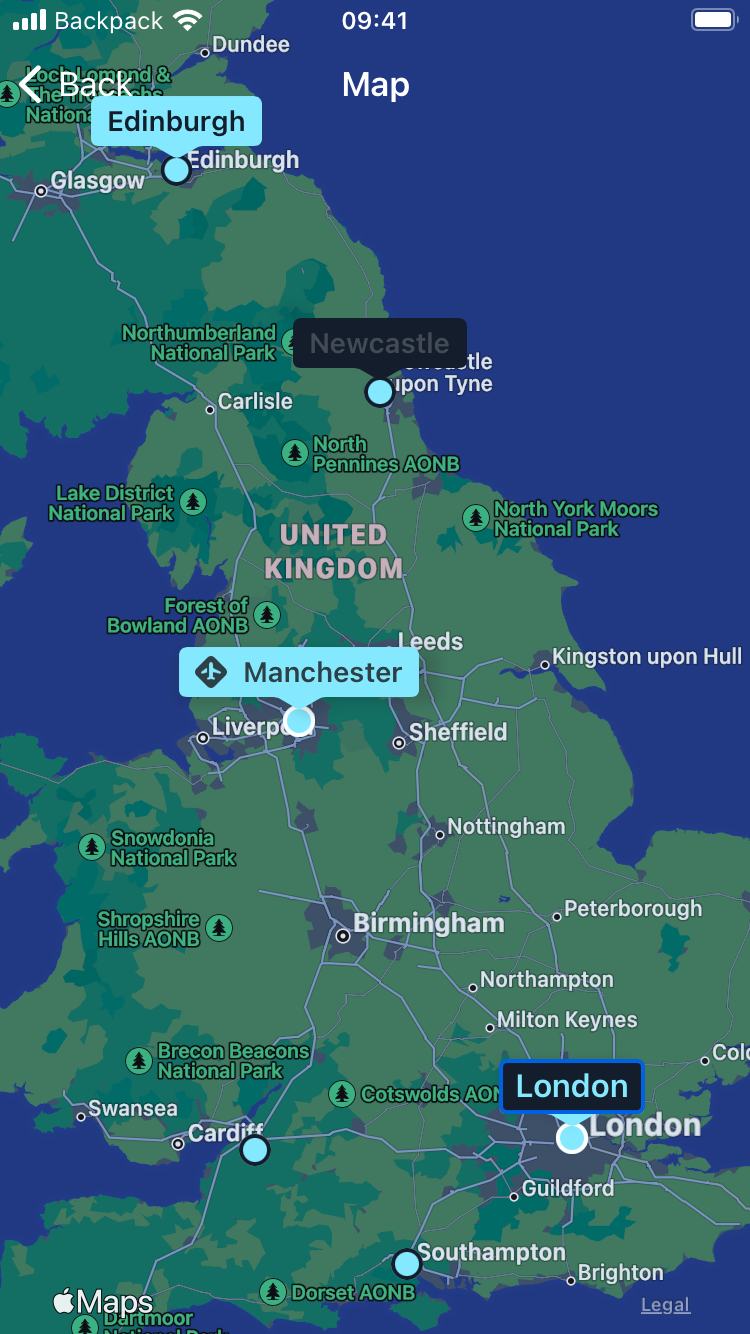 Backpack
09:41
Dundee
Loch Lomond &
The
National
Back
Map
Edinburgh
Edinburgh
Glasgow
Northumberland
National Park
Newcastle
upon Tyne
Carlisle
North
Pennines AONB
Lake District
National Park
North York Moors
National Park
UNITED
KINGDOM
Forest of
Bowland AONB
Leeds
Kingston upon Hull
Manchester
Liverpool
Sheffield
Snowdonia
National Park
Nottingham
Shropshire
Hills AONB
Birmingham
Peterborough
Northampton
Milton Keynes
Brecon Beacons
National Park
Col
Cotswolds AON
London
London
Swansea
Cardiff
Guildford
Southampton
Brighton
Dorset AONB
Maps
Legal
Dartmoor
National Park